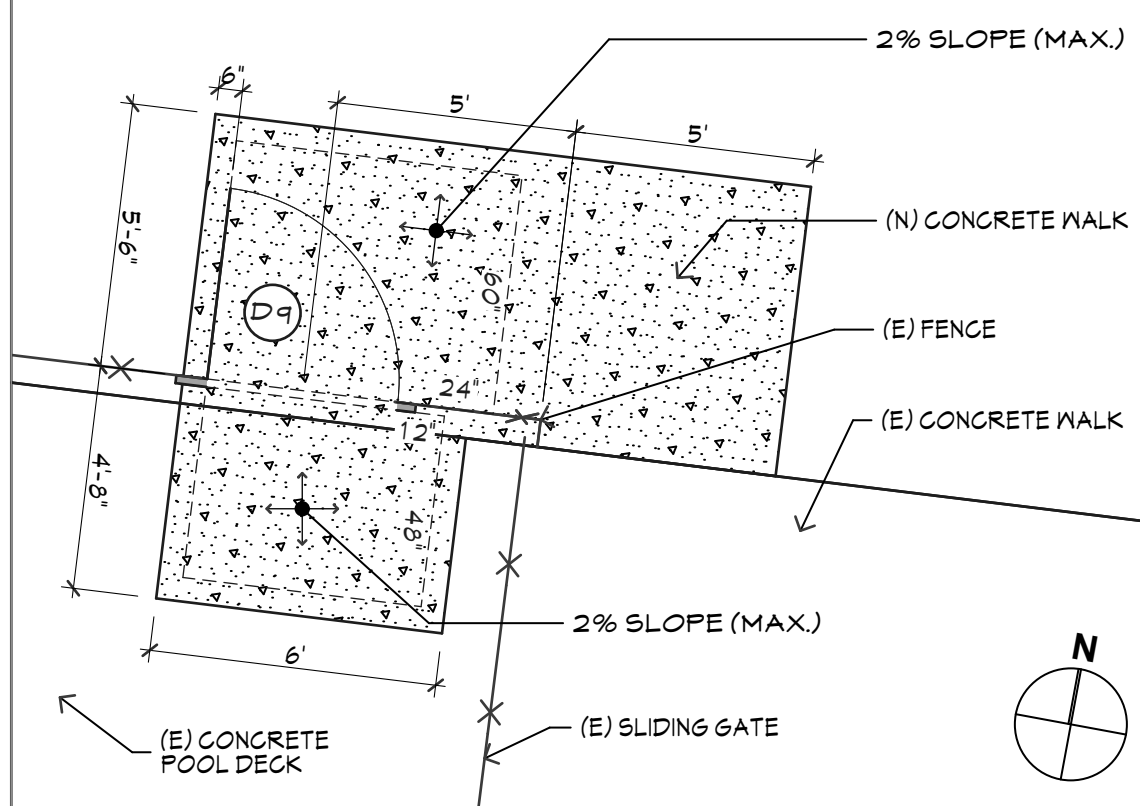 2% SLOPE (MAX.)
6"
5'
5'
(N) CONCRETE WALK
5'-6"
60"
D9
(E) FENCE
24"
12"
(E) CONCRETE WALK
4'-8"
48"
2% SLOPE (MAX.)
6'
N
(E) SLIDING GATE
(E) CONCRETE
POOL DECK